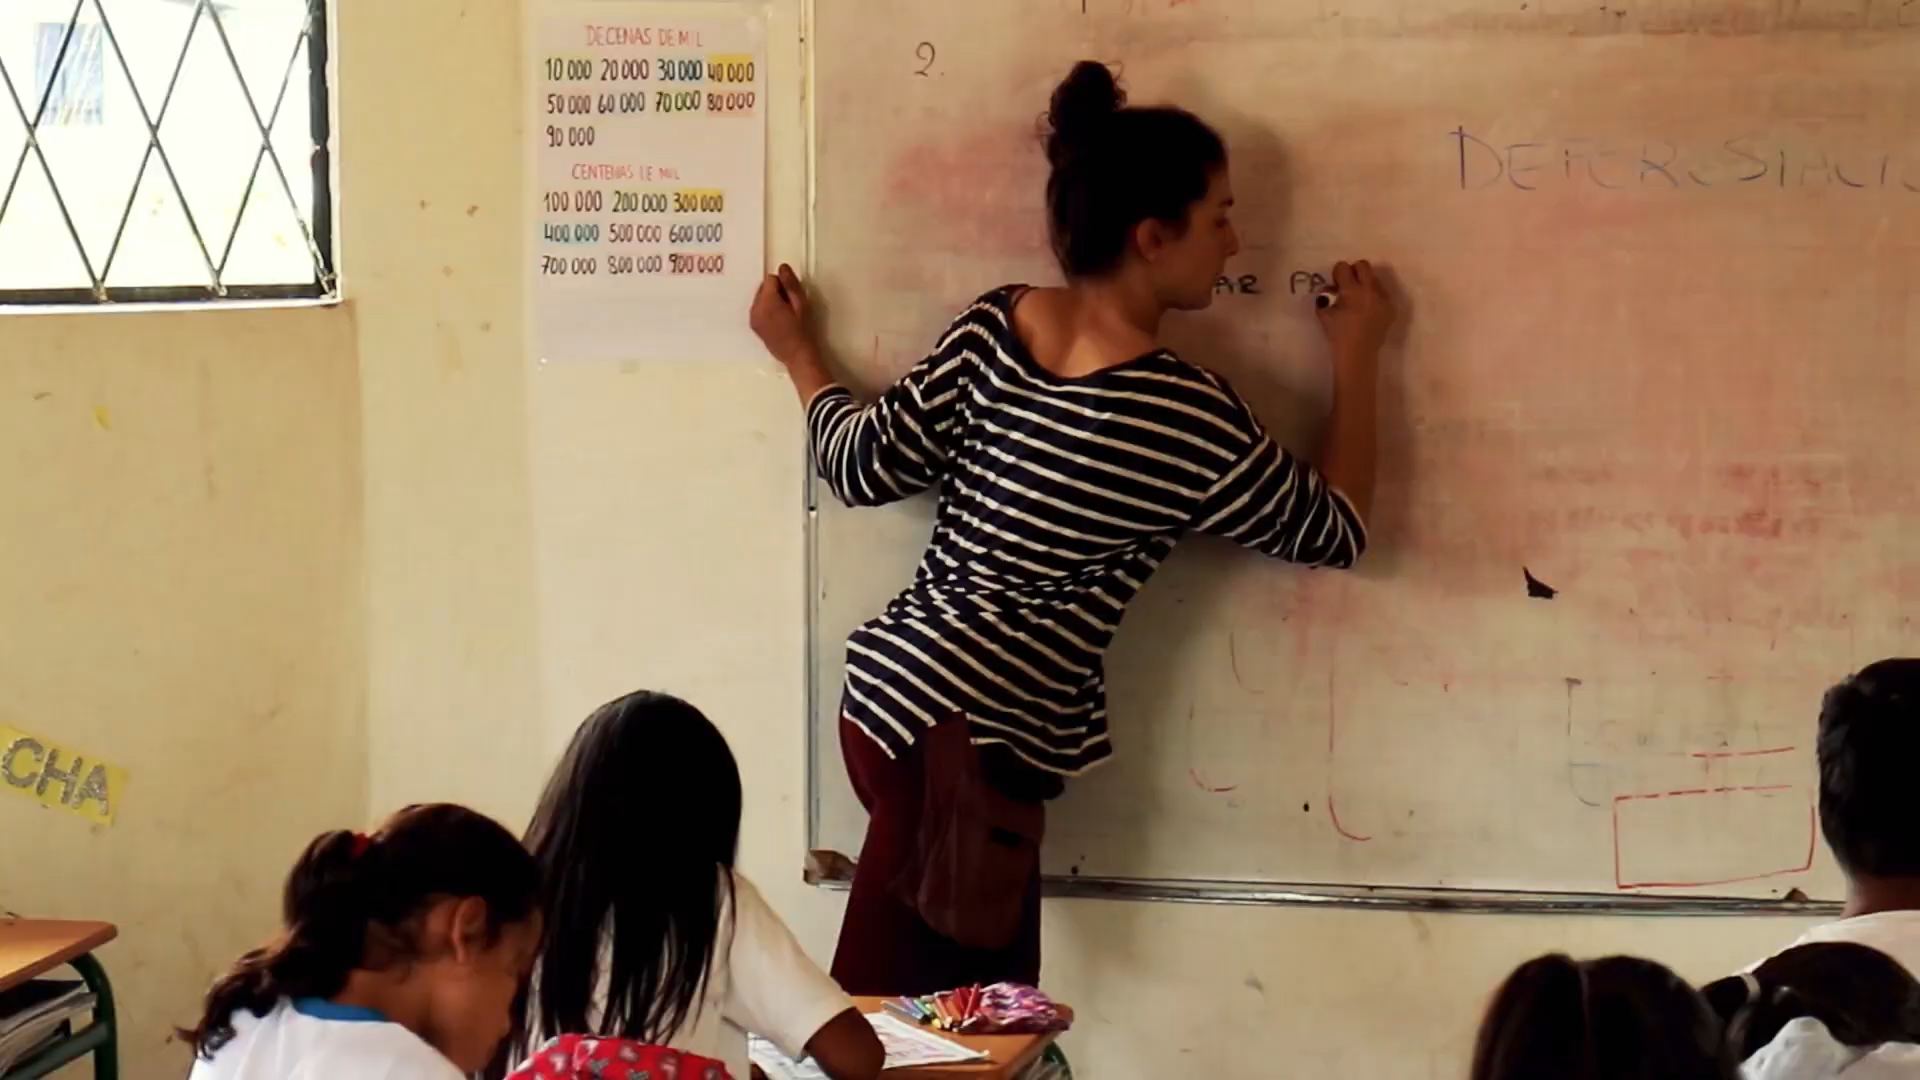 DECENAS DE MIL
10 000 20 000 30 000 40 000
50 000 60 000 70 000 80 000
90 000
CENTENAS DE MIL
100 000 200 000 300 000
400 000 500 000 600 000
700 000 800 000 900 000
2.
AR PA
CHA